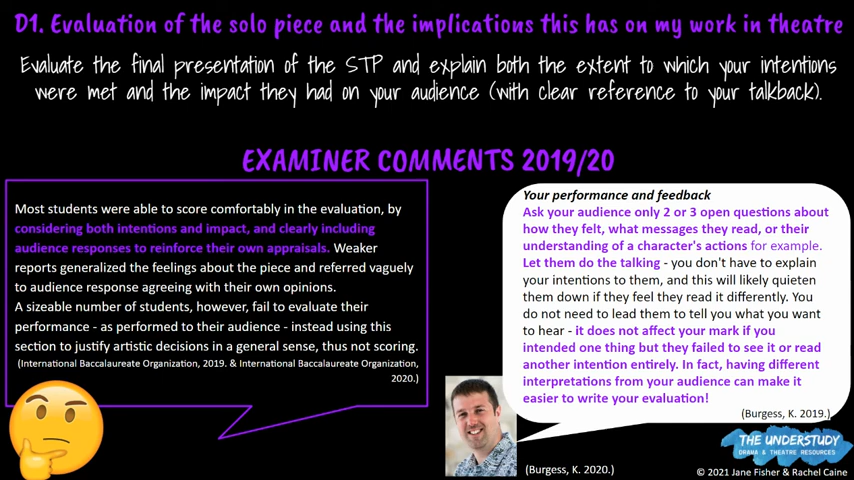 D1. Evaluation of the solo piece and the implications this has on my work in theatre
Evaluate the final presentation of the STP and explain both the extent to which your intentions
were met and the impact they had on your audience (with clear reference to your talkback).
EXAMINER COMMENTS 2019/20
Most students were able to score comfortably in the evaluation, by
considering both intentions and impact, and clearly including
audience responses to reinforce their own appraisals. Weaker
reports generalized the feelings about the piece and referred vaguely
to audience response agreeing with their own opinions.
A sizeable number of students, however, fail to evaluate their
performance - as performed to their audience - instead using this
section to justify artistic decisions in a general sense, thus not scoring.
(International Baccalaureate Organization, 2019. & International Baccalaureate Organization,
2020.)
Your performance and feedback
Ask your audience only 2 or 3 open questions about
how they felt, what messages they read, or their
understanding of a character's actions for example.
Let them do the talking - you don't have to explain
your intentions to them, and this will likely quieten
them down if they feel they read it differently. You
do not need to lead them to tell you what you want
to hear - it does not affect your mark if you
intended one thing but they failed to see it or read
another intention entirely. In fact, having different
interpretations from your audience can make it
easier to write your evaluation!
(Burgess, K. 2019.)
(Burgess, K. 2020.)
THE UNDERSTUDY
DRAMA & THEATRE RESOURCES
© 2021 Jane Fisher & Rachel Caine